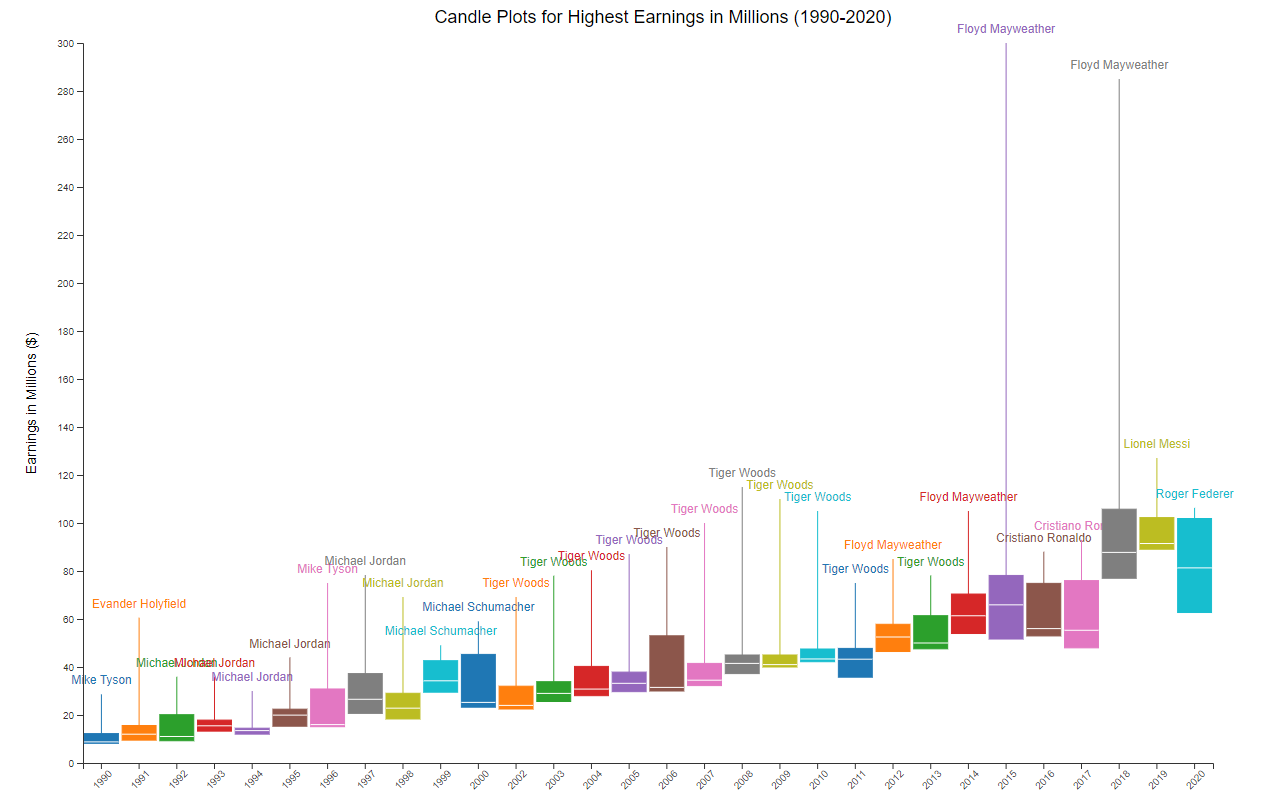 Candle Plots for Highest Earnings in Millions (1990-2020)
Earnings in Millions ($)
300
280
260
240
220
200
180
160
140
120
100
80
60
40
20
0
Mike Tyson
Evander Holyfield
Michael Jordan
Michael Jordan
Michael Jordan
Michael Jordan
Mike Tyson
Michael Jordan
Michael Jordan
Michael Schumacher
Michael Schumacher
Tiger Woods
Tiger Woods
Tiger Woods
Tiger Woods
Tiger Woods
Tiger Woods
Tiger Woods
Tiger Woods
Tiger Woods
Tiger Woods
Floyd Mayweather
Tiger Woods
Floyd Mayweather
Floyd Mayweather
Cristiano Ronaldo
Cristiano Ron
Floyd Mayweather
Lionel Messi
Roger Federer
1990
1991
1992
1993
1994
1995
1996
1997
1998
1999
2000
2002
2003
2004
2005
2006
2007
2008
2009
2010
2011
2012
2013
2014
2015
2016
2017
2018
2019
2020